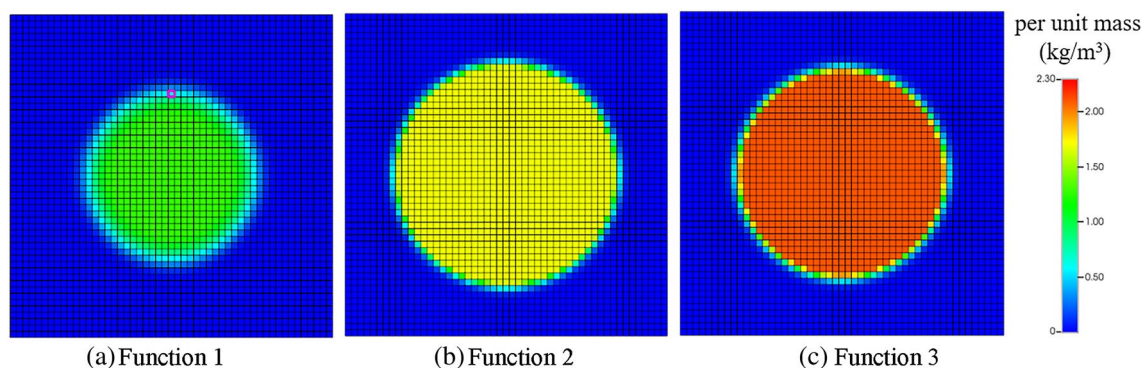 per unit mass
(kg/m³)
2.30
2.00
1.50
1.00
0.50
0
(a) Function 1
(b) Function 2
(c) Function 3